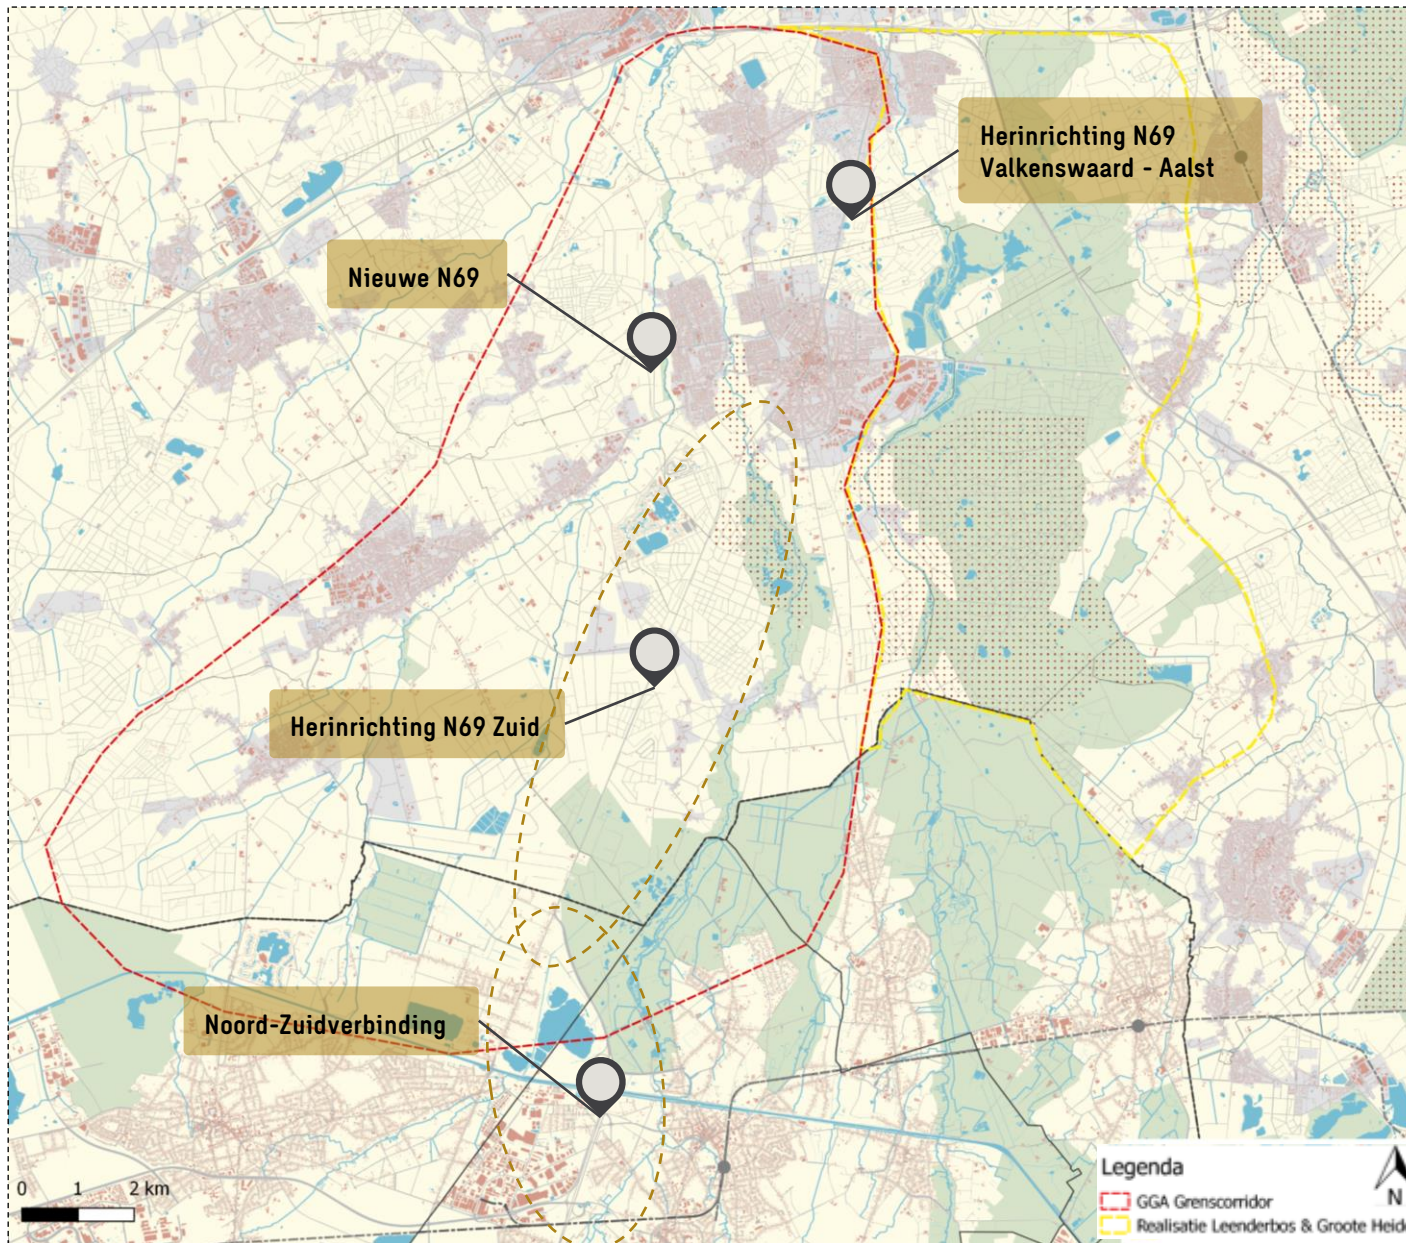 Herinrichting N69
Valkenswaard - Aalst
Nieuwe N69
Herinrichting N69 Zuid
Noord-Zuidverbinding
0 1 2 km
Legenda
GGA Grenscorridor
Realisatie Leenderbos & Groote Heide
N